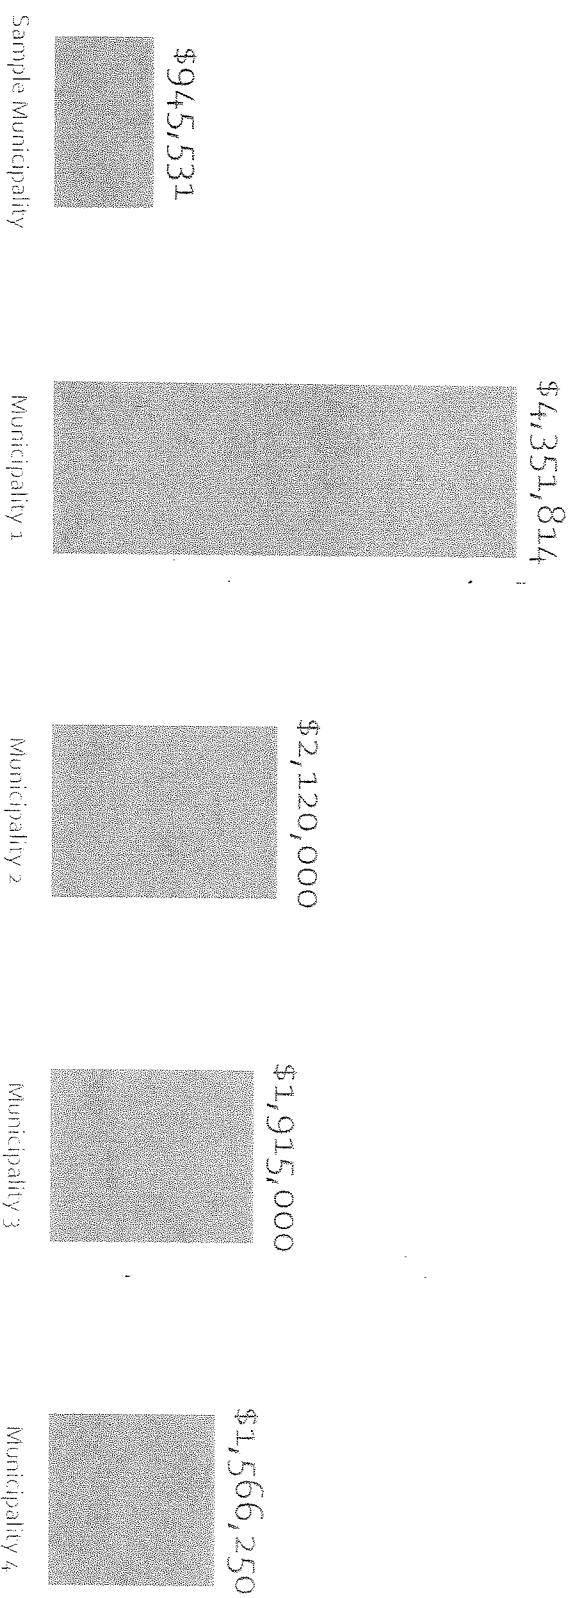 $945,531
$4,351,814
$2,120,000
$1,915,000
$1,566,250
Sample Municipality
Municipality 1
Municipality 2
Municipality 3
Municipality 4